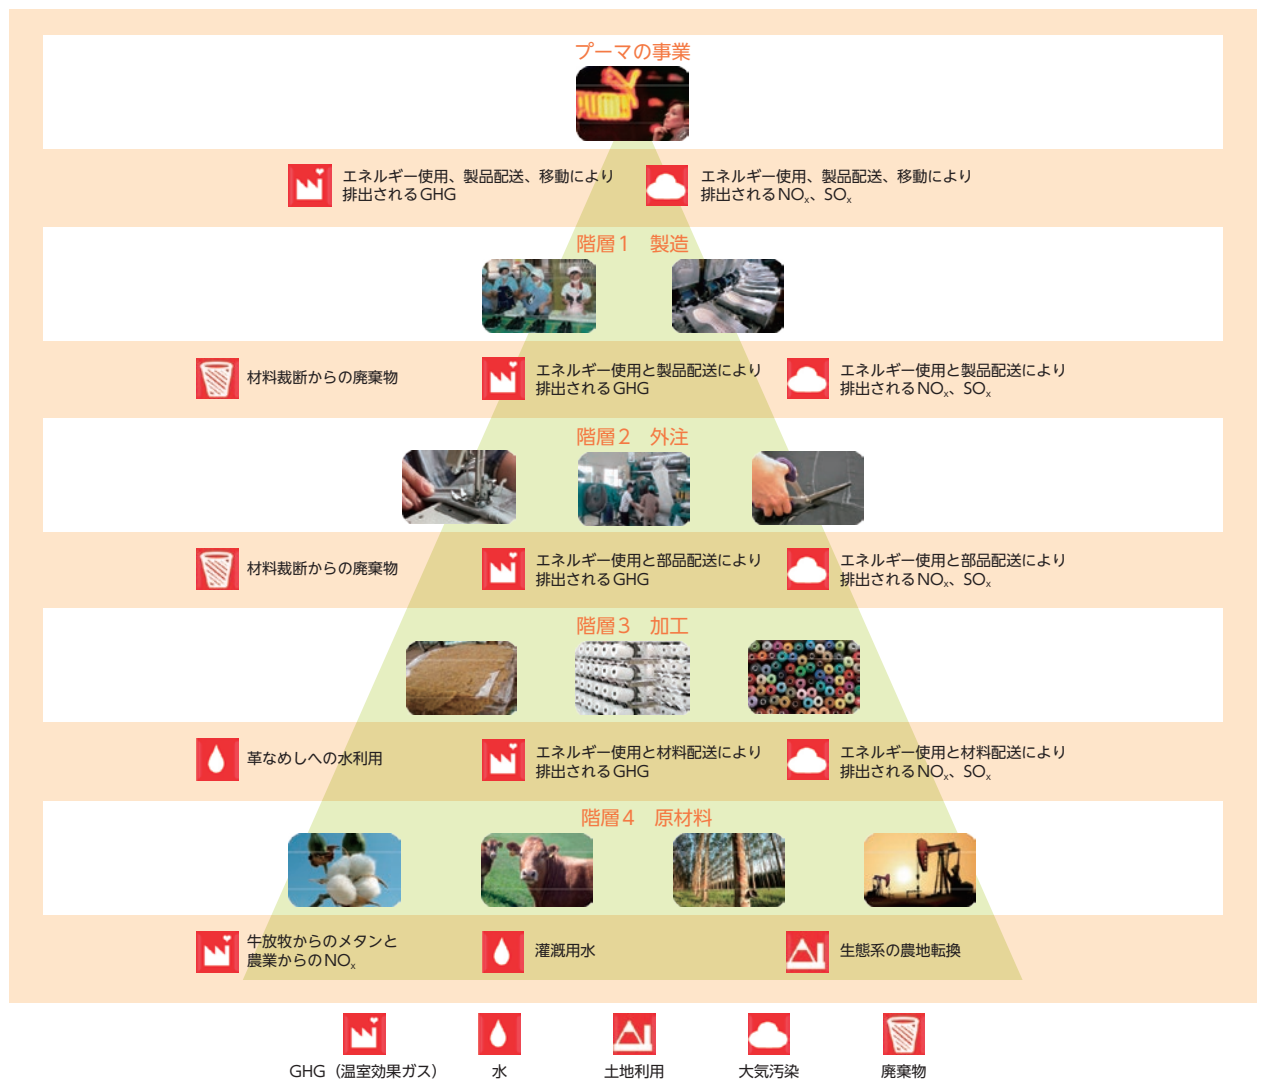 プーマの事業
PUMA
エネルギー使用、製品配送、移動により
排出されるGHG
エネルギー使用、製品配送、移動により
排出されるNOx、SOx
階層1　製造
材料裁断からの廃棄物
エネルギー使用と製品配送により
排出されるGHG
エネルギー使用と製品配送により
排出されるNOx、SOx
階層2　外注
材料裁断からの廃棄物
エネルギー使用と部品配送により
排出されるGHG
エネルギー使用と部品配送により
排出されるNOx、SOx
階層3　加工
革なめしへの水利用
エネルギー使用と材料配送により
排出されるGHG
エネルギー使用と材料配送により
排出されるNOx、SOx
階層4　原材料
牛放牧からのメタンと
農業からのNOx
灌漑用水
生態系の農地転換
GHG（温室効果ガス）
水
土地利用
大気汚染
廃棄物